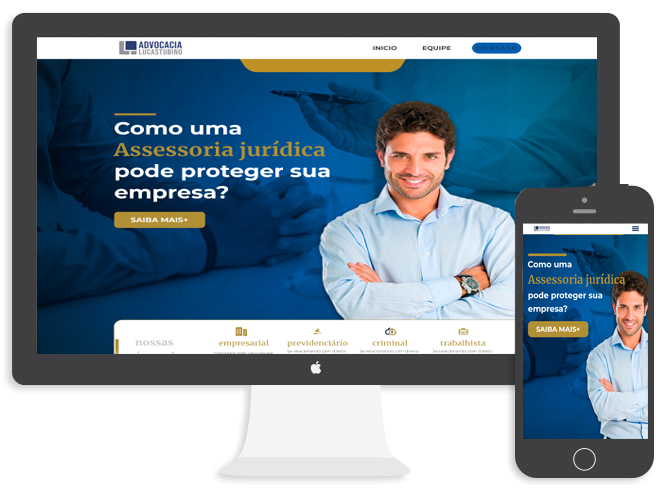 ADVOCACIA
LUCASTUBINO
INICIO
EQUIPE
CONTATO
Como uma
Assessoria jurídica
pode proteger sua
empresa?
SAIBA MAIS+
nossas
empresarial
previdenciário
criminal
trabalhista
Se relacionando com direito
Se relacionando com direito
Se relacionando com direito
ADVOCACIA
Como uma
Assessoria jurídica
pode proteger sua
empresa?
SAIBA MAIS+